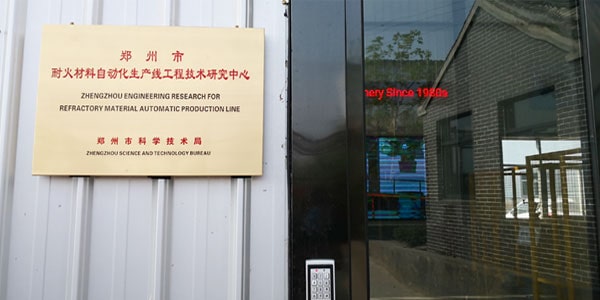 郑州市
耐火材料自动化生产线工程技术研究中心
ZHENGZHOU ENGINEERING RESEARCH FOR
REFRACTORY MATERIAL AUTOMATIC PRODUCTION LINE
郑州市科学技术局
ZHENGZHOU SCIENCE AND TECHNOLOGY BUREAU
nery Since 1980s